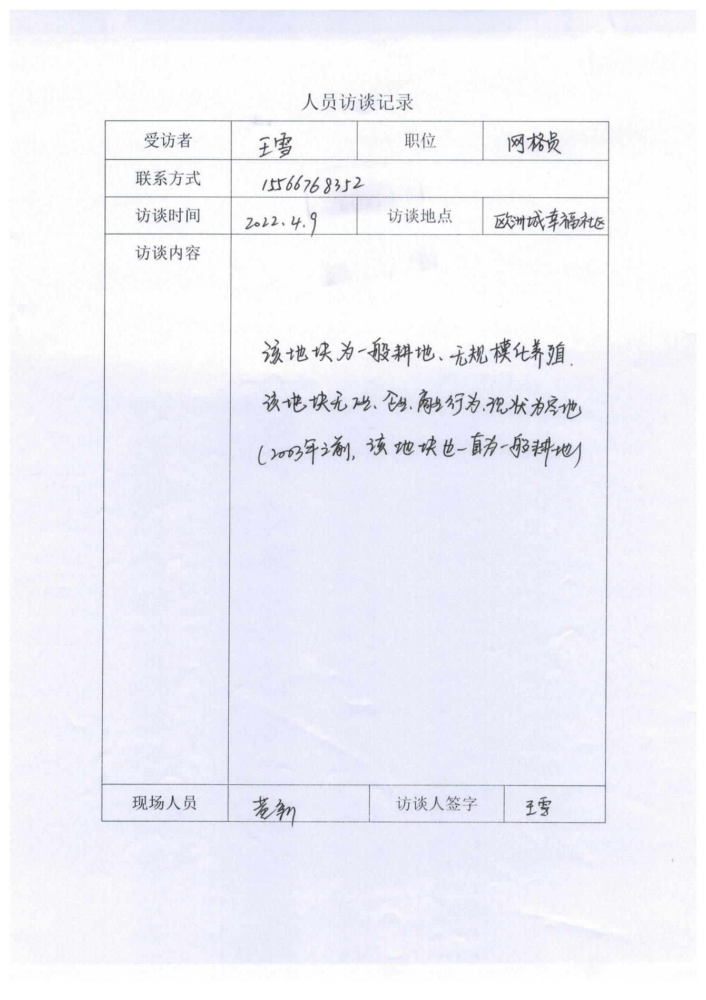 人员访谈记录
受访者 王雪 职位 网格员
联系方式 15566768352
访谈时间 2022.4.9 访谈地点 欧洲城幸福社区
访谈内容
该地块为一般耕地、无规模化养殖.
该地块无工业、企业、商业行为、现状为空地
(2003年之前, 该地块也一直为一般耕地)
现场人员 黄新 访谈人签字 王雪